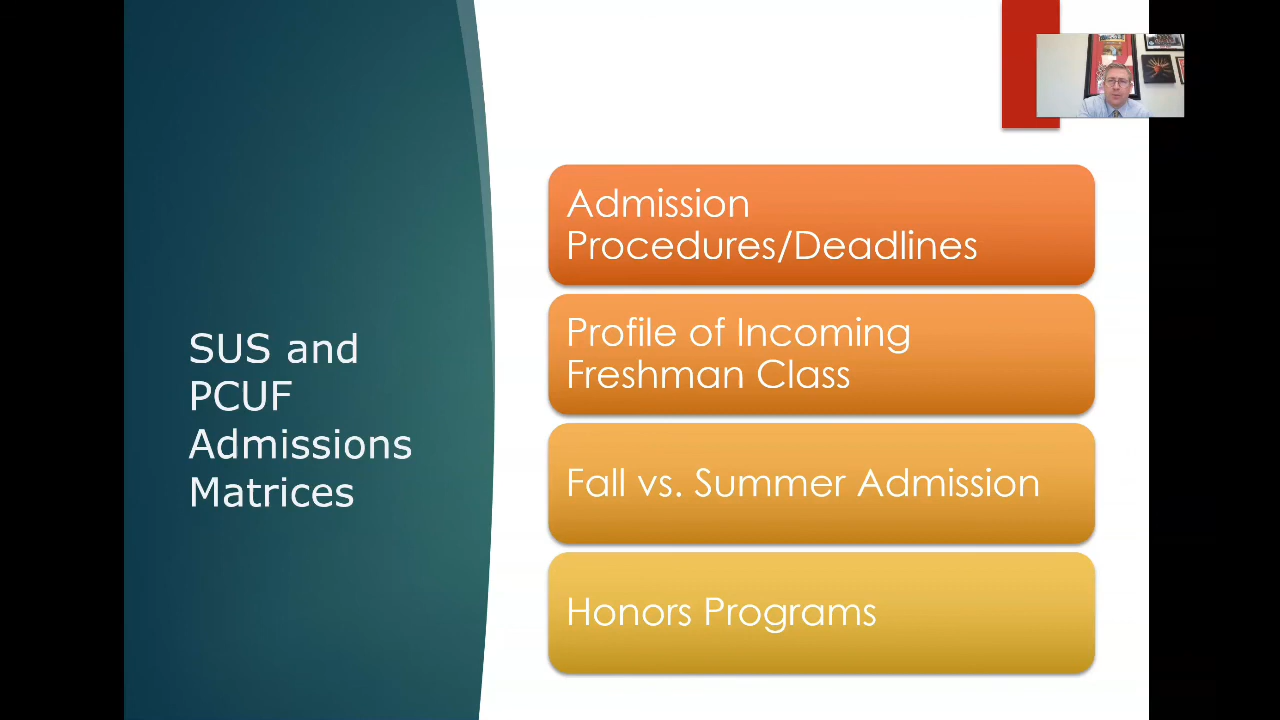 SUS and
PCUF
Admissions
Matrices
Admission
Procedures/Deadlines
Profile of Incoming
Freshman Class
Fall vs. Summer Admission
Honors Programs